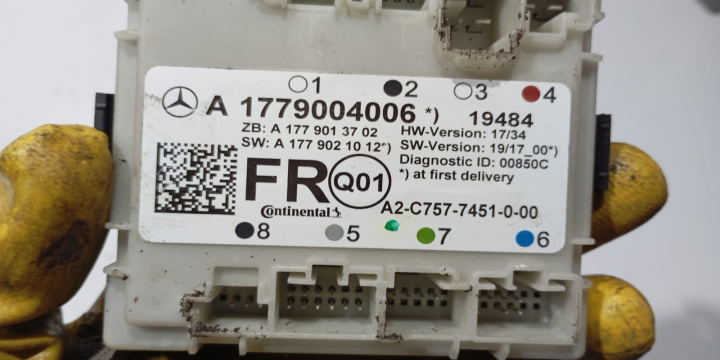 1 2 3 4
A 1779004006 *) 19484
ZB: A 177 901 37 02 HW-Version: 17/34
SW: A 177 902 10 12*) SW-Version: 19/17_00*)
Diagnostic ID: 00850C
*) at first delivery
FR Q01
Continental A2-C757-7451-0-00
8 5 7 6